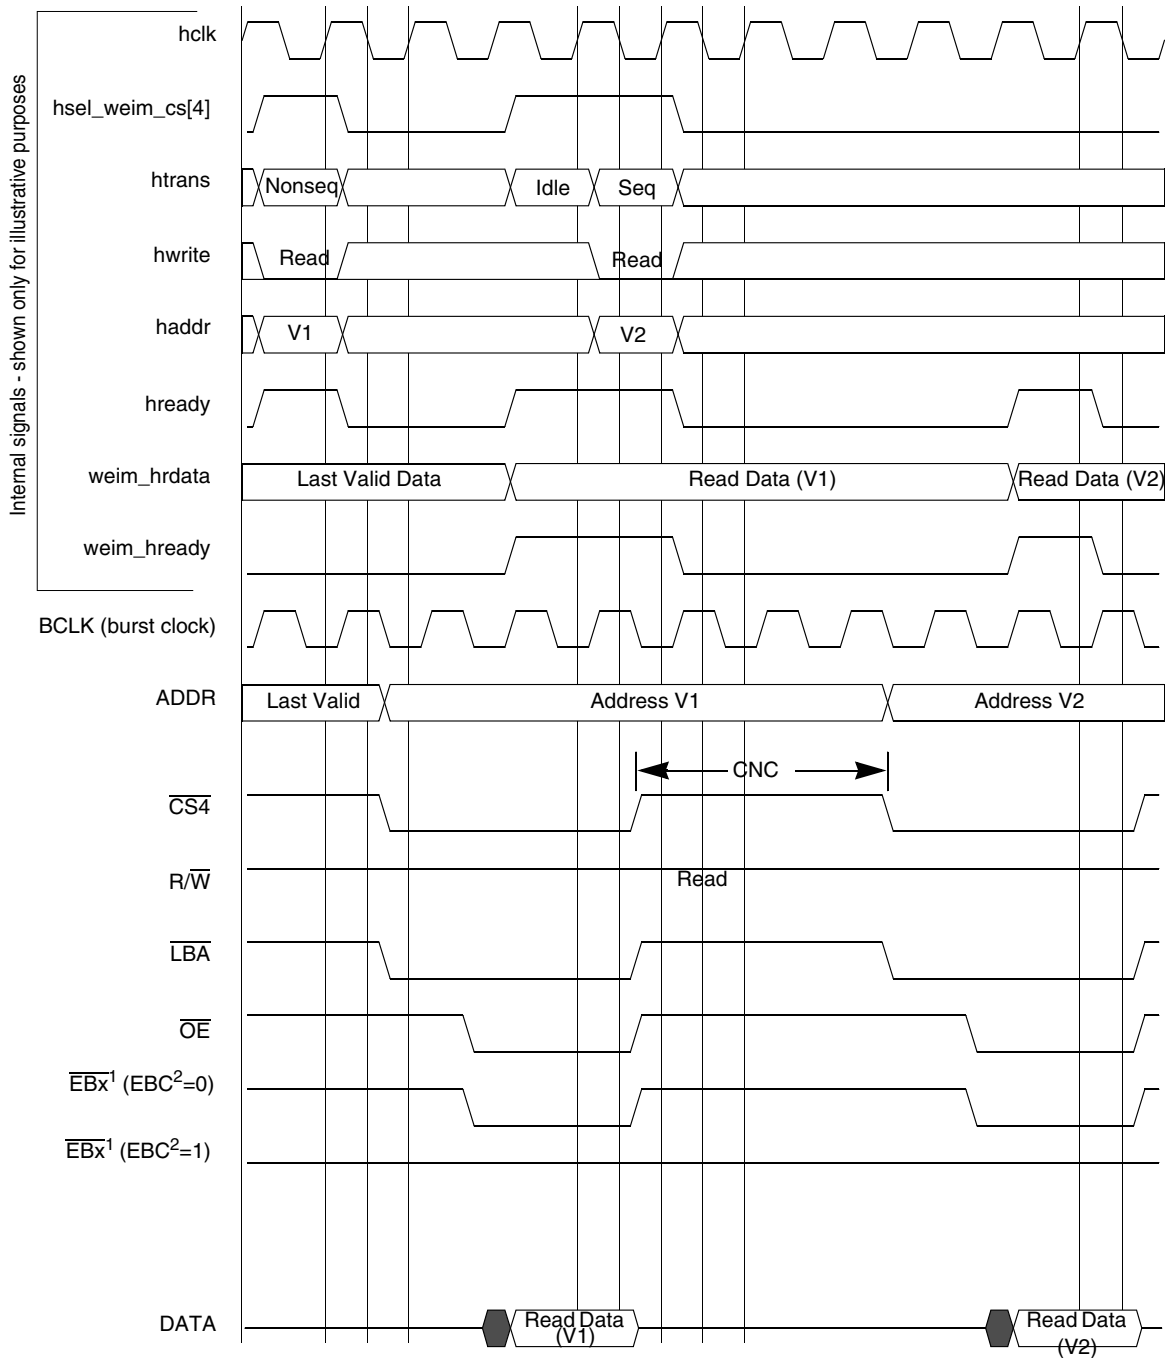 Internal signals - shown only for illustrative purposes
hclk
hsel_weim_cs[4]
htrans Nonseq Idle Seq
hwrite Read Read
haddr V1 V2
hready
weim_hrdata Last Valid Data Read Data (V1) Read Data (V2)
weim_hready
BCLK (burst clock)
ADDR Last Valid Address V1 Address V2
CNC
CS4
R/W Read
LBA
OE
EBx¹ (EBC²=0)
EBx¹ (EBC²=1)
DATA Read Data (V1) Read Data (V2)